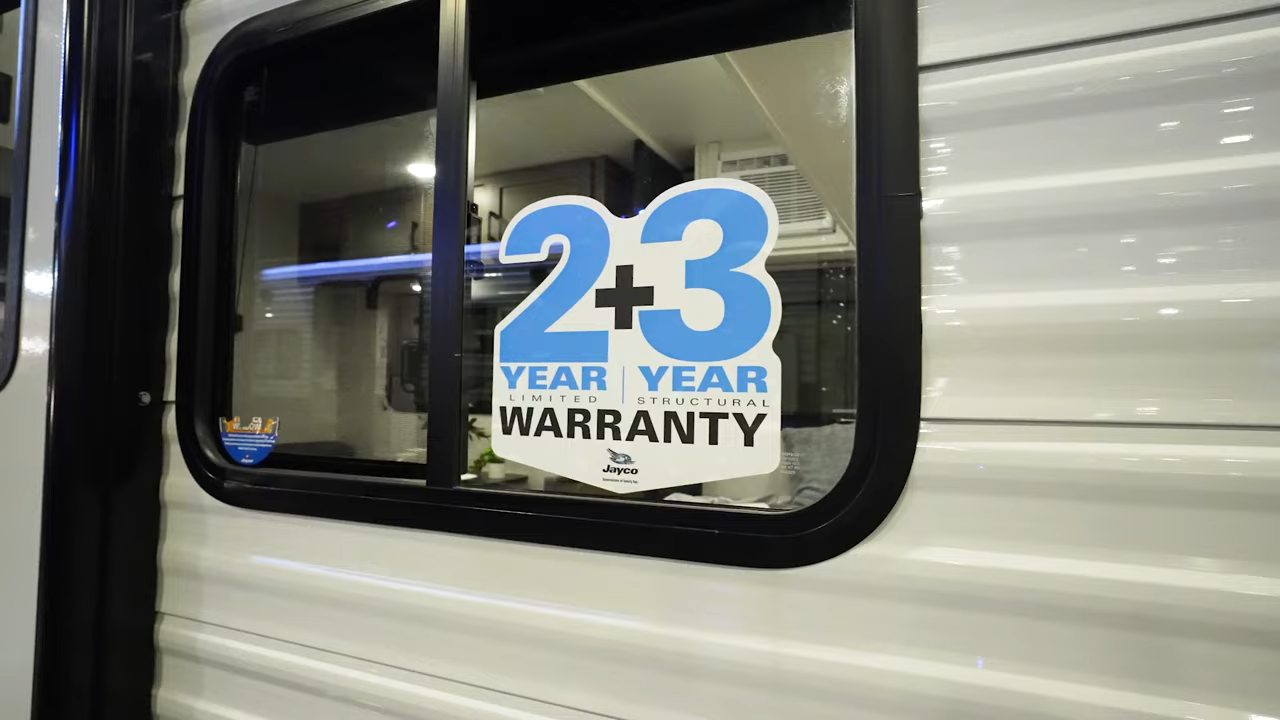 2+3
YEAR | YEAR
LIMITED STRUCTURAL
WARRANTY
Jayco